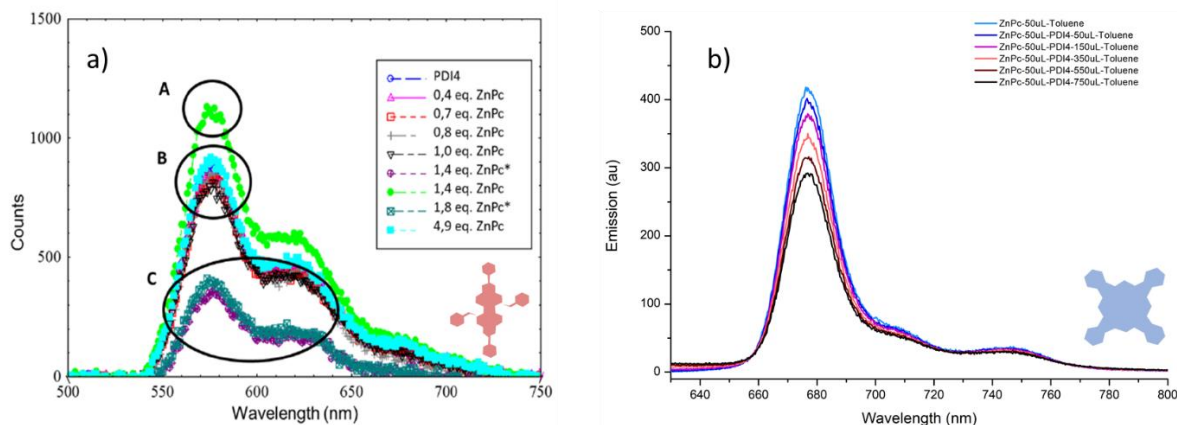 a)
A
B
C
1500
1000
500
0
Counts
500
550
600
650
700
750
Wavelength (nm)
PDI4
0,4 eq. ZnPc
0,7 eq. ZnPc
0,8 eq. ZnPc
1,0 eq. ZnPc
1,4 eq. ZnPc*
1,4 eq. ZnPc
1,8 eq. ZnPc*
4,9 eq. ZnPc
b)
500
400
300
200
100
0
Emission (au)
640
660
680
700
720
740
760
780
800
Wavelength (nm)
ZnPc-50uL-Toluene
ZnPc-50uL-PDI4-50uL-Toluene
ZnPc-50uL-PDI4-150uL-Toluene
ZnPc-50uL-PDI4-350uL-Toluene
ZnPc-50uL-PDI4-550uL-Toluene
ZnPc-50uL-PDI4-750uL-Toluene